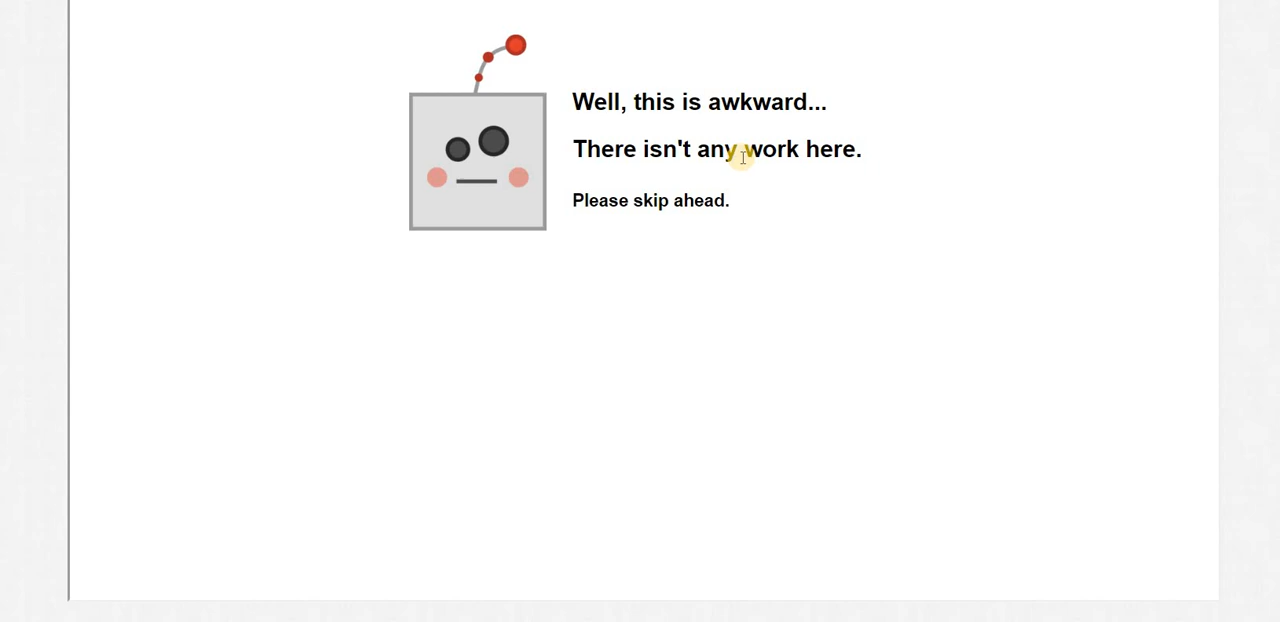 Well, this is awkward...
There isn't any work here.
Please skip ahead.